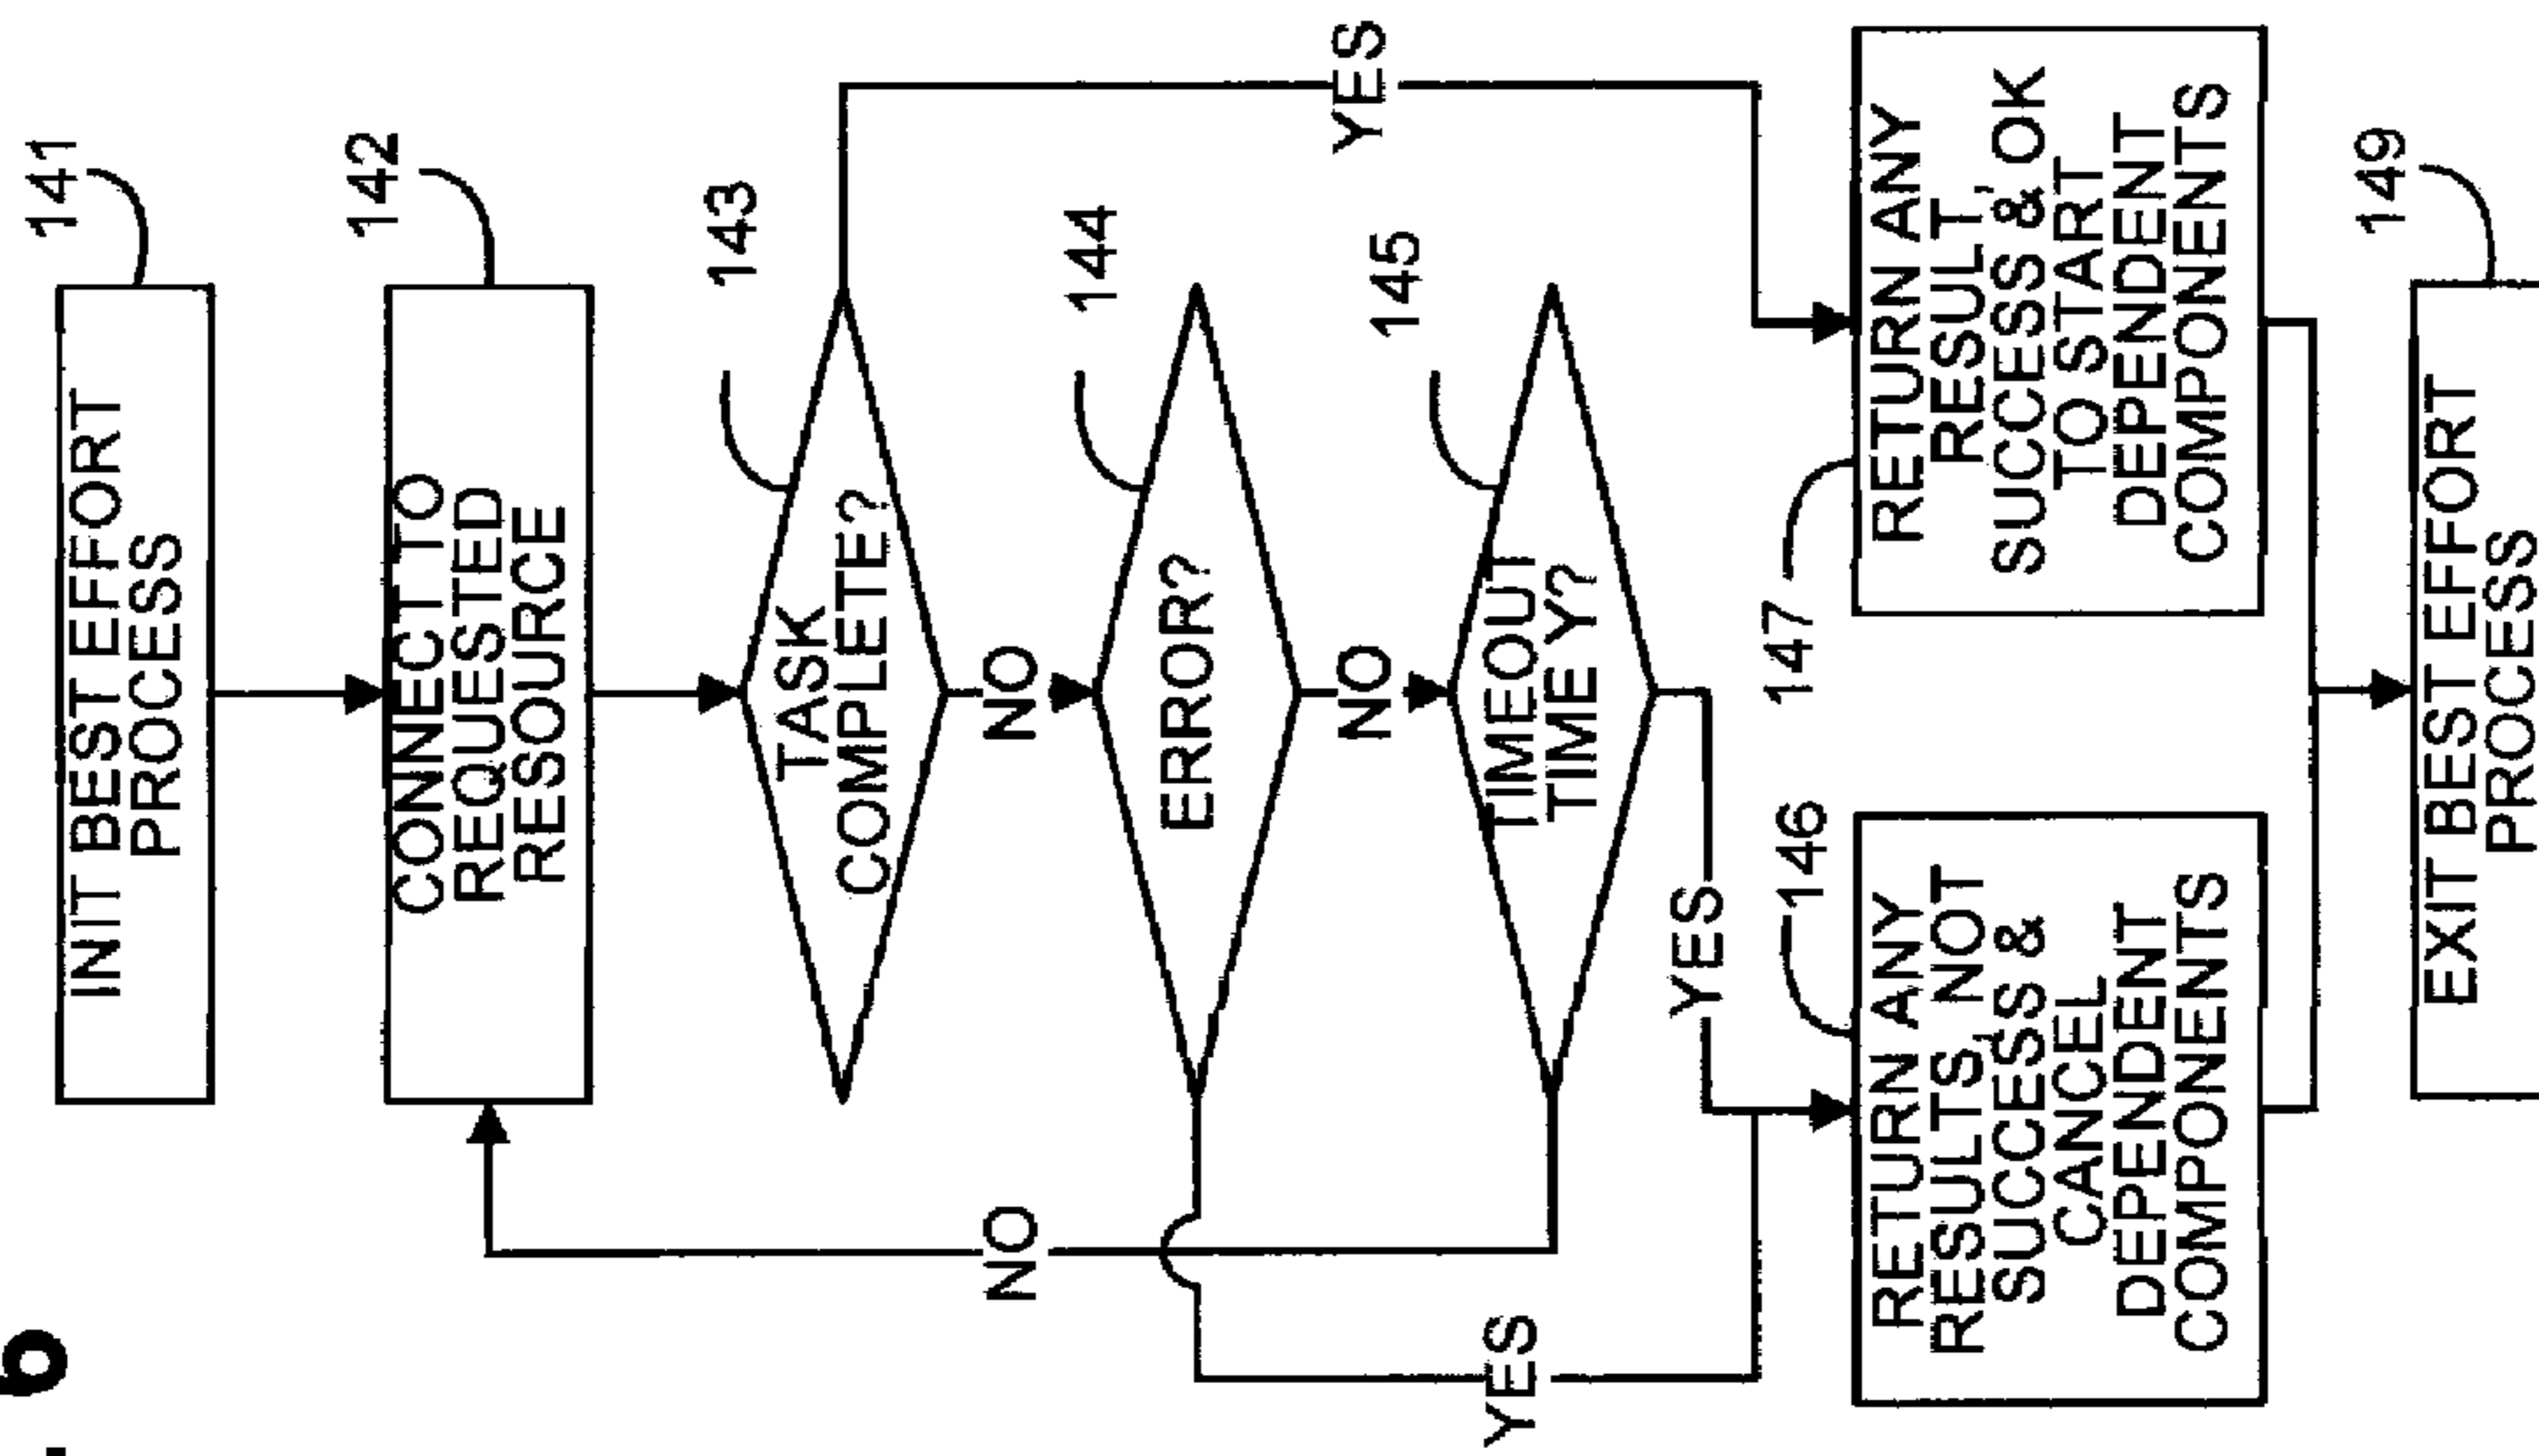 6
INIT BEST EFFORT
PROCESS
141
CONNECT TO
REQUESTED
RESOURCE
142
TASK
COMPLETE?
143
YES
NO
ERROR?
144
NO
YES
TIMEOUT
TIME Y?
145
NO
YES
RETURN ANY
RESULTS, NOT
SUCCESS &
CANCEL
DEPENDENT
COMPONENTS
146
RETURN ANY
RESULT,
SUCCESS & OK
TO START
DEPENDENT
COMPONENTS
147
EXIT BEST EFFORT
PROCESS
149